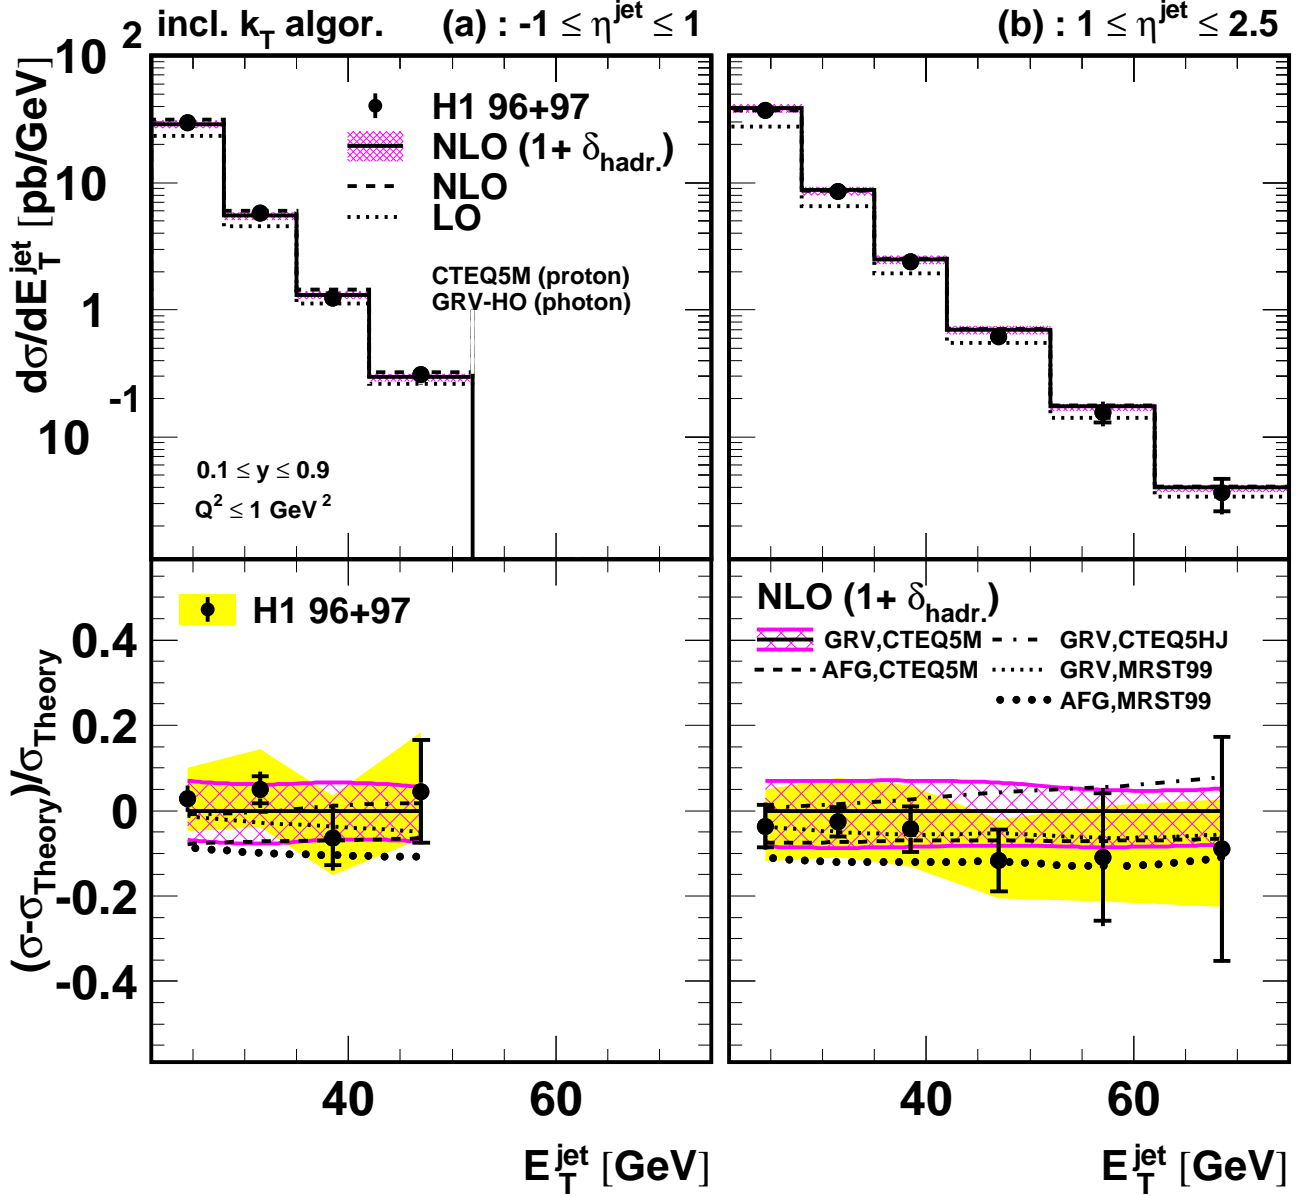 incl. k_T algor.
(a) : -1 ≤ η^jet ≤ 1
(b) : 1 ≤ η^jet ≤ 2.5
dσ/dE_T^jet [pb/GeV]
10^2
10
1
10^-1
H1 96+97
NLO (1+ δ_hadr.)
NLO
LO
CTEQ5M (proton)
GRV-HO (photon)
0.1 ≤ y ≤ 0.9
Q^2 ≤ 1 GeV^2
(σ-σ_Theory)/σ_Theory
0.4
0.2
0
-0.2
-0.4
H1 96+97
NLO (1+ δ_hadr.)
GRV,CTEQ5M
GRV,CTEQ5HJ
AFG,CTEQ5M
GRV,MRST99
AFG,MRST99
40 60
40 60
E_T^jet [GeV]
E_T^jet [GeV]